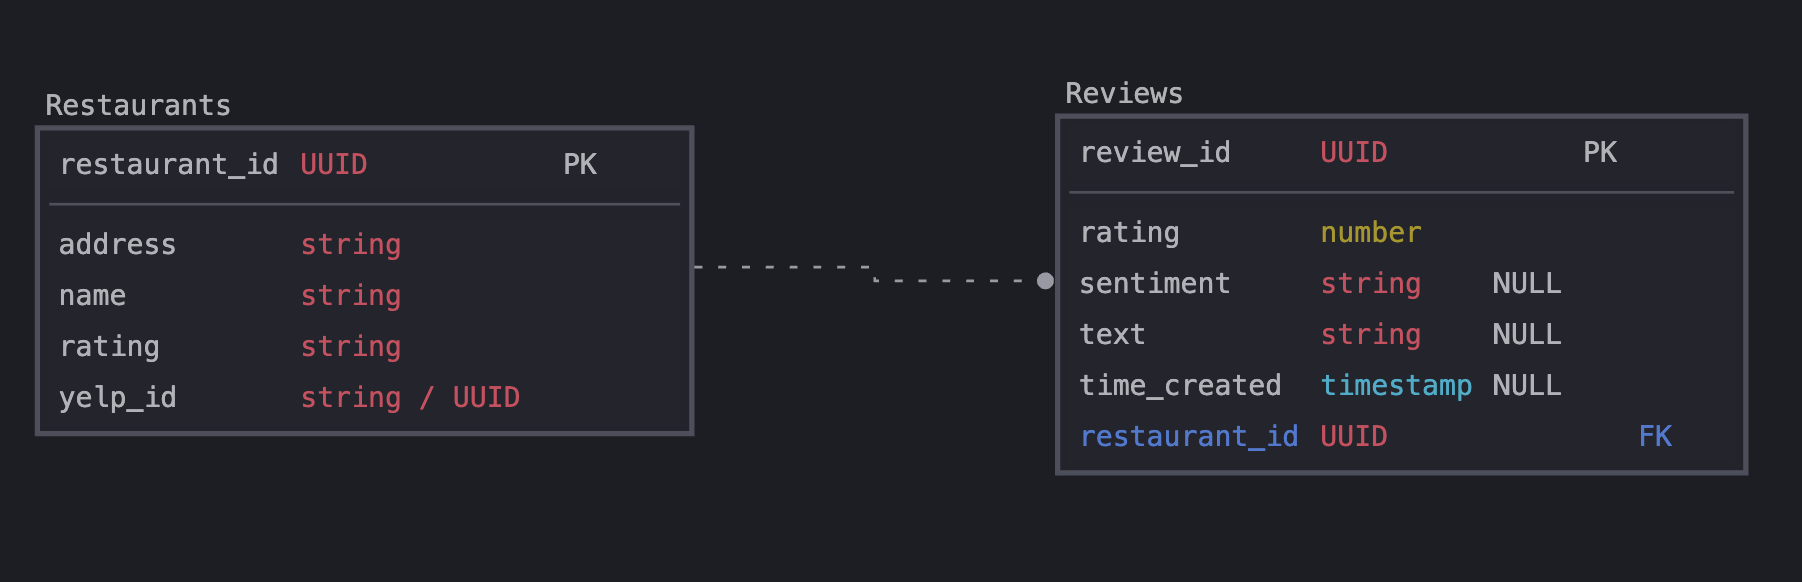 Restaurants
restaurant_id UUID PK
address string
name string
rating string
yelp_id string / UUID
Reviews
review_id UUID PK
rating number
sentiment string NULL
text string NULL
time_created timestamp NULL
restaurant_id UUID FK